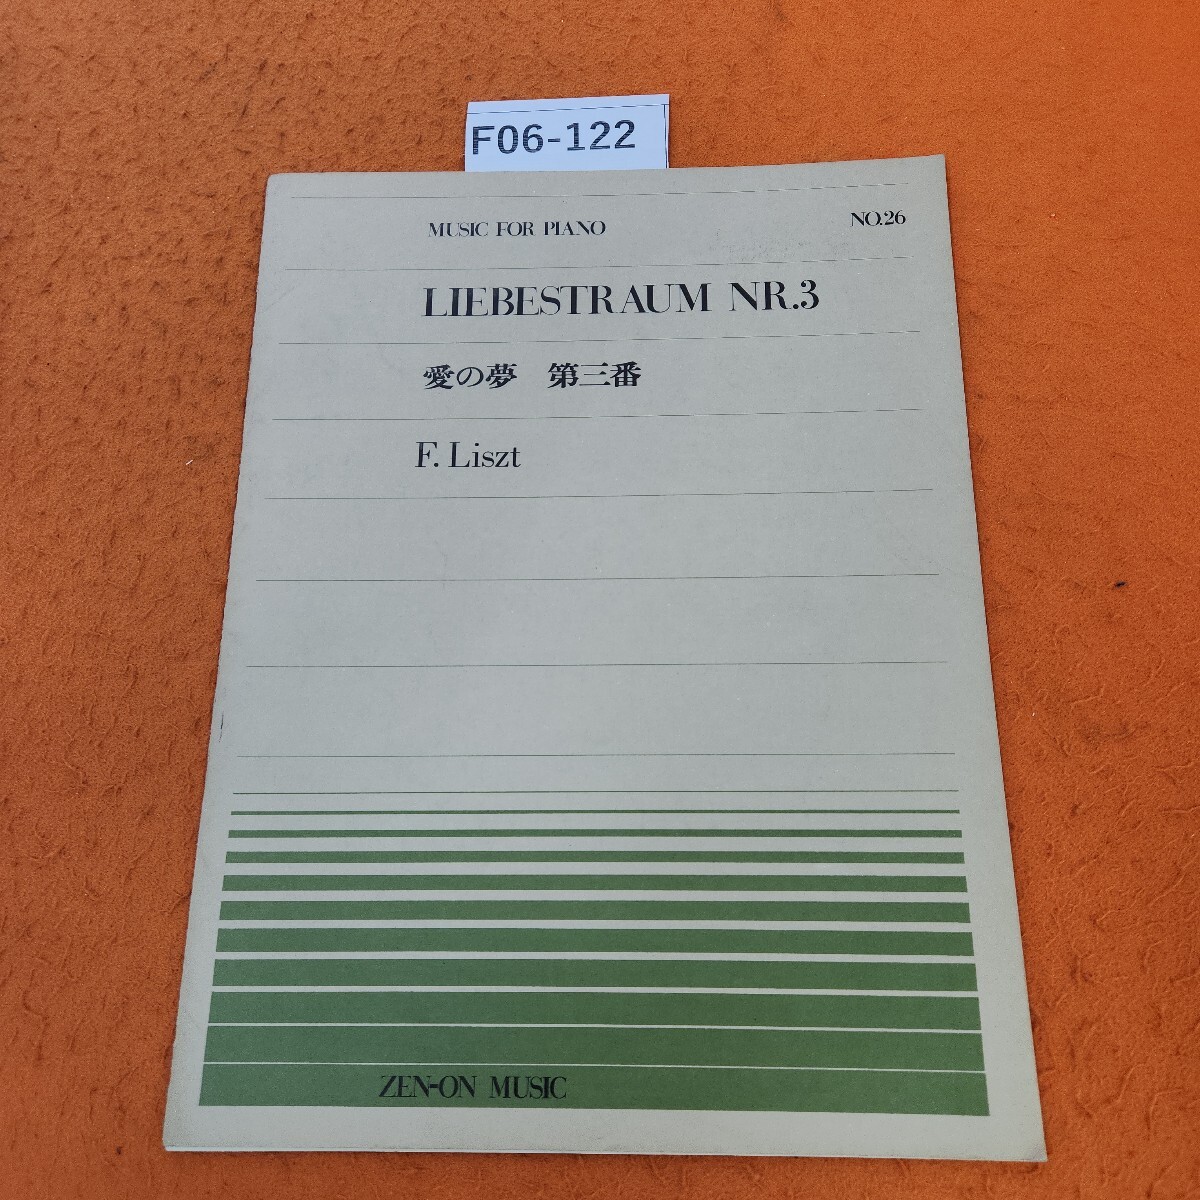 F06-122
MUSIC FOR PIANO NO.26
LIEBESTRAUM NR.3
愛の夢 第三番
F. Liszt
ZEN-ON MUSIC